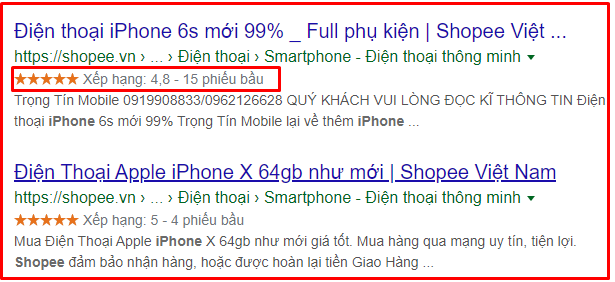 Điện thoại iPhone 6s mới 99% _ Full phụ kiện | Shopee Việt ...
https://shopee.vn › ... › Điện thoại › Smartphone - Điện thoại thông minh
Xếp hạng: 4,8 - 15 phiếu bầu
Trọng Tín Mobile 0919908833/0962126628 QUÝ KHÁCH VUI LÒNG ĐỌC KĨ THÔNG TIN Điện
thoại iPhone 6s mới 99% Trọng Tín Mobile lại về thêm iPhone ...
Điện Thoại Apple iPhone X 64gb như mới | Shopee Việt Nam
https://shopee.vn › ... › Điện thoại › Smartphone - Điện thoại thông minh
Xếp hạng: 5 - 4 phiếu bầu
Mua Điện Thoại Apple iPhone X 64gb như mới giá tốt. Mua hàng qua mạng uy tín, tiện lợi.
Shopee đảm bảo nhận hàng, hoặc được hoàn lại tiền Giao Hàng ...